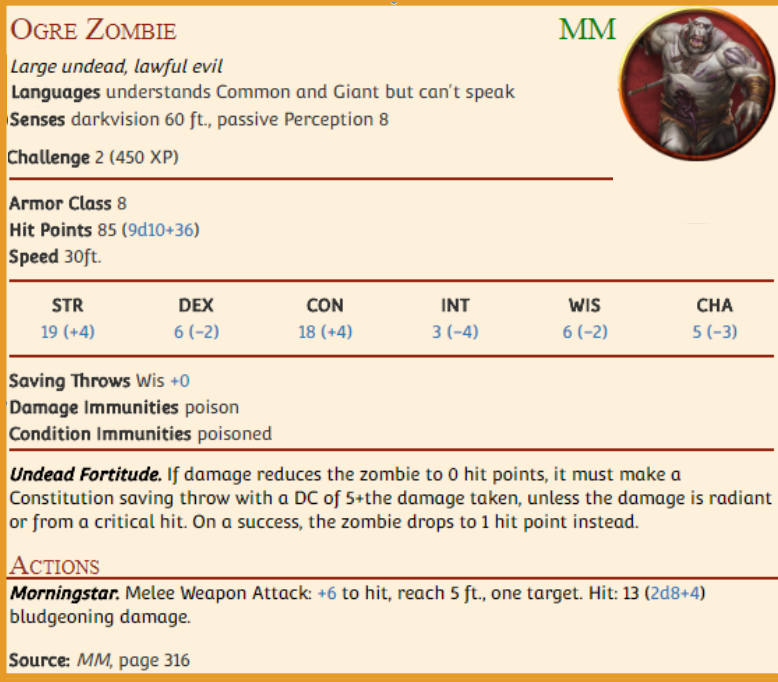 OGRE ZOMBIE MM
Large undead, lawful evil
Languages understands Common and Giant but can't speak
Senses darkvision 60 ft., passive Perception 8
Challenge 2 (450 XP)
Armor Class 8
Hit Points 85 (9d10+36)
Speed 30ft.
STR DEX CON INT WIS CHA
19 (+4) 6 (−2) 18 (+4) 3 (−4) 6 (−2) 5 (−3)
Saving Throws Wis +0
Damage Immunities poison
Condition Immunities poisoned
Undead Fortitude. If damage reduces the zombie to 0 hit points, it must make a
Constitution saving throw with a DC of 5+the damage taken, unless the damage is radiant
or from a critical hit. On a success, the zombie drops to 1 hit point instead.
ACTIONS
Morningstar. Melee Weapon Attack: +6 to hit, reach 5 ft., one target. Hit: 13 (2d8+4)
bludgeoning damage.
Source: MM, page 316